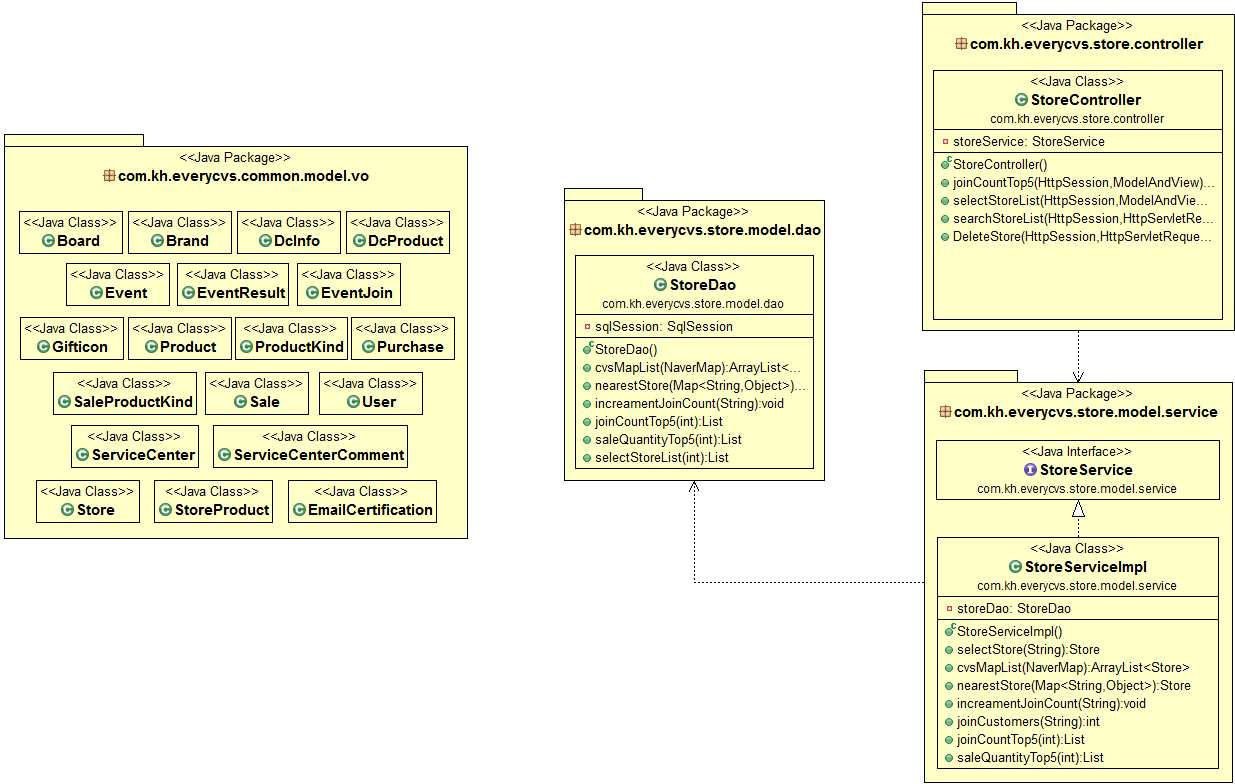 <<Java Package>>
com.kh.everycvs.common.model.vo
<<Java Class>> <<Java Class>> <<Java Class>> <<Java Class>>
Board Brand DcInfo DcProduct
<<Java Class>> <<Java Class>> <<Java Class>>
Event EventResult EventJoin
<<Java Class>> <<Java Class>> <<Java Class>> <<Java Class>>
Gifticon Product ProductKind Purchase
<<Java Class>> <<Java Class>> <<Java Class>>
SaleProductKind Sale User
<<Java Class>> <<Java Class>>
ServiceCenter ServiceCenterComment
<<Java Class>> <<Java Class>> <<Java Class>>
Store StoreProduct EmailCertification
<<Java Package>>
com.kh.everycvs.store.model.dao
<<Java Class>>
StoreDao
com.kh.everycvs.store.model.dao
sqlSession: SqlSession
StoreDao()
cvsMapList(NaverMap):ArrayList<...
nearestStore(Map<String,Object>)...
increamentJoinCount(String):void
joinCountTop5(int):List
saleQuantityTop5(int):List
selectStoreList(int):List
<<Java Package>>
com.kh.everycvs.store.controller
<<Java Class>>
StoreController
com.kh.everycvs.store.controller
storeService: StoreService
StoreController()
joinCountTop5(HttpSession,ModelAndView)...
selectStoreList(HttpSession,ModelAndVie...
searchStoreList(HttpSession,HttpServletRe...
DeleteStore(HttpSession,HttpServletReque...
<<Java Package>>
com.kh.everycvs.store.model.service
<<Java Interface>>
StoreService
com.kh.everycvs.store.model.service
<<Java Class>>
StoreServiceImpl
com.kh.everycvs.store.model.service
storeDao: StoreDao
StoreServiceImpl()
selectStore(String):Store
cvsMapList(NaverMap):ArrayList<Store>
nearestStore(Map<String,Object>):Store
increamentJoinCount(String):void
joinCustomers(String):int
joinCountTop5(int):List
saleQuantityTop5(int):List